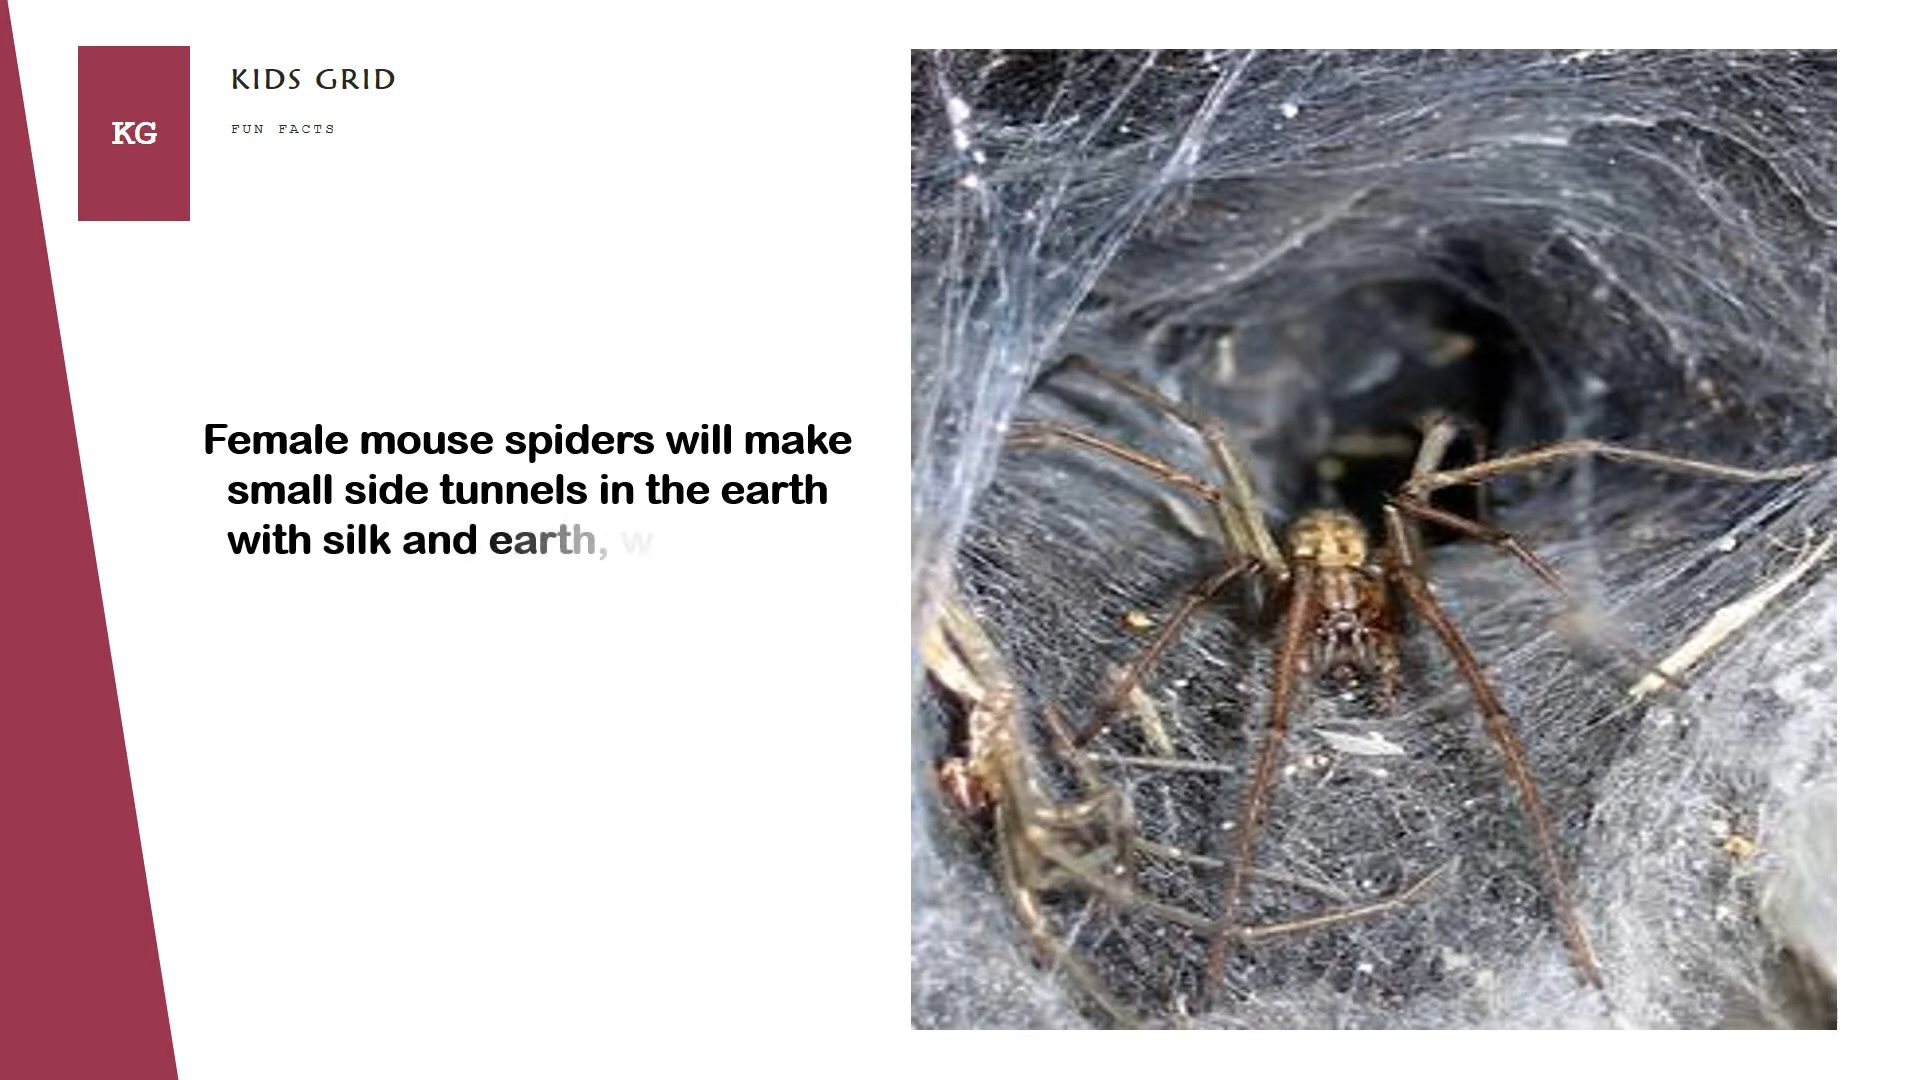 KG
KIDS GRID
FUN FACTS
Female mouse spiders will make
small side tunnels in the earth
with silk and earth, w